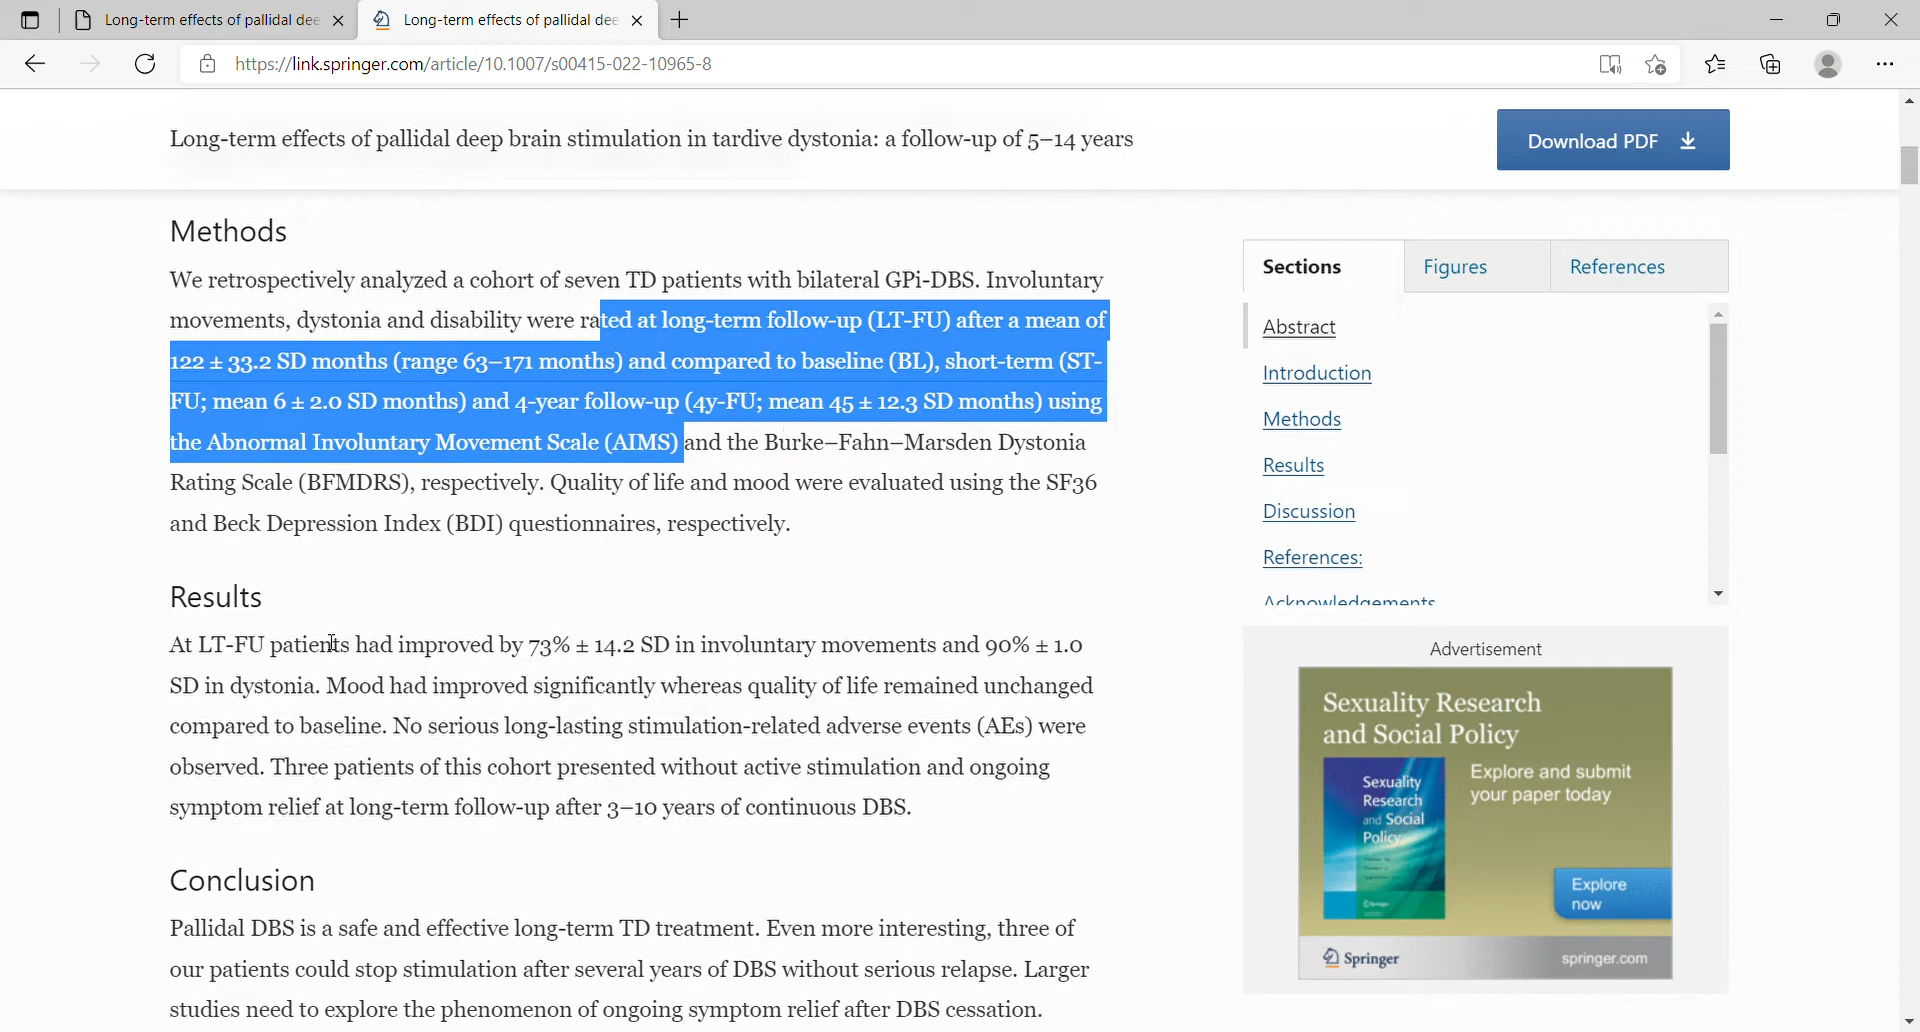 Long-term effects of pallidal dee
Long-term effects of pallidal dee
https://link.springer.com/article/10.1007/s00415-022-10965-8
Long-term effects of pallidal deep brain stimulation in tardive dystonia: a follow-up of 5–14 years
Download PDF
Methods
We retrospectively analyzed a cohort of seven TD patients with bilateral GPi-DBS. Involuntary
movements, dystonia and disability were rated at long-term follow-up (LT-FU) after a mean of
122 ± 33.2 SD months (range 63–171 months) and compared to baseline (BL), short-term (ST-
FU; mean 6 ± 2.0 SD months) and 4-year follow-up (4y-FU; mean 45 ± 12.3 SD months) using
the Abnormal Involuntary Movement Scale (AIMS) and the Burke–Fahn–Marsden Dystonia
Rating Scale (BFMDRS), respectively. Quality of life and mood were evaluated using the SF36
and Beck Depression Index (BDI) questionnaires, respectively.
Results
At LT-FU patients had improved by 73% ± 14.2 SD in involuntary movements and 90% ± 1.0
SD in dystonia. Mood had improved significantly whereas quality of life remained unchanged
compared to baseline. No serious long-lasting stimulation-related adverse events (AEs) were
observed. Three patients of this cohort presented without active stimulation and ongoing
symptom relief at long-term follow-up after 3–10 years of continuous DBS.
Conclusion
Pallidal DBS is a safe and effective long-term TD treatment. Even more interesting, three of
our patients could stop stimulation after several years of DBS without serious relapse. Larger
studies need to explore the phenomenon of ongoing symptom relief after DBS cessation.
Sections
Figures
References
Abstract
Introduction
Methods
Results
Discussion
References:
Acknowledgements
Advertisement
Sexuality Research
and Social Policy
Explore and submit
your paper today
Sexuality
Research
and Social
Policy
Explore
now
Springer
springer.com